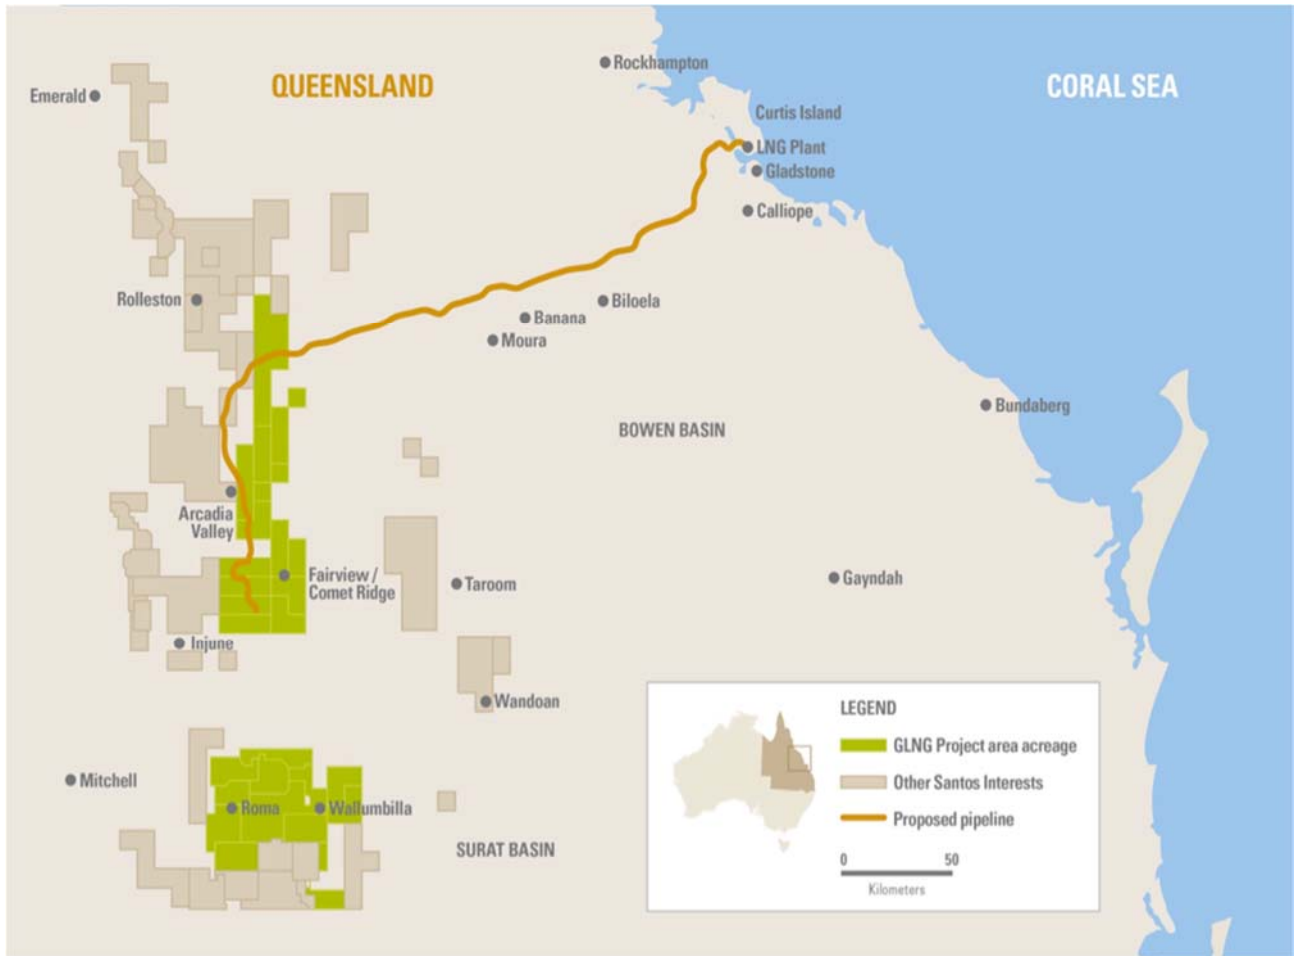 Rockhampton
QUEENSLAND
CORAL SEA
Emerald
Curtis Island
LNG Plant
Gladstone
Calliope
Rolleston
Biloela
Banana
Moura
Bundaberg
BOWEN BASIN
Arcadia
Valley
Fairview /
Comet Ridge
Taroom
Gayndah
Injune
Wandoan
LEGEND
GLNG Project area acreage
Other Santos Interests
Proposed pipeline
0 50
Kilometers
Mitchell
Roma
Wallumbilla
SURAT BASIN